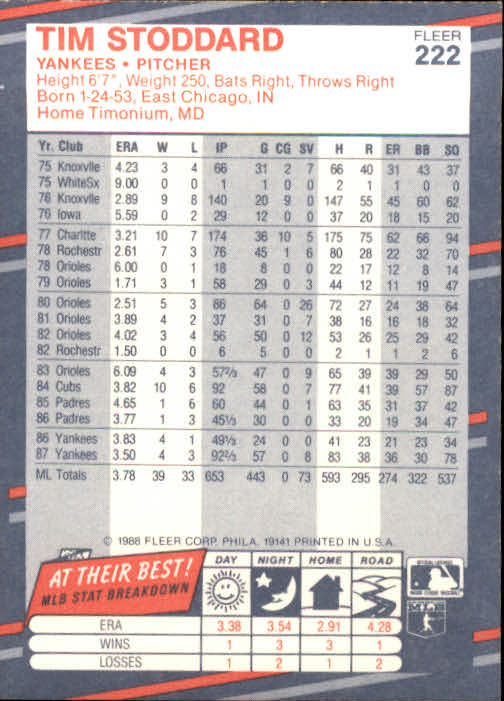 TIM STODDARD
FLEER
222
YANKEES • PITCHER
Height 6'7", Weight 250, Bats Right, Throws Right
Born 1-24-53, East Chicago, IN
Home Timonium, MD
Yr. Club ERA W L IP G CG SV H R ER BB SO
75 Knoxvlle 4.23 3 4 66 31 2 7 66 40 31 43 37
75 WhiteSx 9.00 0 0 1 1 0 0 2 1 1 0 0
76 Knoxvlle 2.89 9 8 140 20 9 0 147 55 45 60 62
76 Iowa 5.59 0 2 29 12 0 0 37 20 18 15 20
77 Charltte 3.21 10 7 174 36 10 5 175 75 62 66 94
78 Rochestr 2.61 7 3 76 45 1 6 80 28 22 32 70
78 Orioles 6.00 0 1 18 8 0 0 22 17 12 8 14
79 Orioles 1.71 3 1 58 29 0 3 44 12 11 19 47
80 Orioles 2.51 5 3 86 64 0 26 72 27 24 38 64
81 Orioles 3.89 4 2 37 31 0 7 38 16 16 18 32
82 Orioles 4.02 3 4 56 50 0 12 53 26 25 29 42
82 Rochestr 1.50 0 0 6 5 0 0 2 1 1 2 6
83 Orioles 6.09 4 3 57⅔ 47 0 9 65 39 39 29 50
84 Cubs 3.82 10 6 92 58 0 7 77 41 39 57 87
85 Padres 4.65 1 6 60 44 0 1 63 35 31 37 42
86 Padres 3.77 1 3 45⅓ 30 0 0 33 20 19 34 47
86 Yankees 3.83 4 1 49⅓ 24 0 0 41 23 21 23 34
87 Yankees 3.50 4 3 92⅔ 57 0 8 83 38 36 30 78
ML Totals 3.78 39 33 653 443 0 73 593 295 274 322 537
© 1988 FLEER CORP. PHILA. 19141 PRINTED IN U.S.A.
AT THEIR BEST!
MLB STAT BREAKDOWN
DAY NIGHT HOME ROAD
ERA 3.38 3.54 2.91 4.28
WINS 1 3 3 1
LOSSES 1 2 1 2